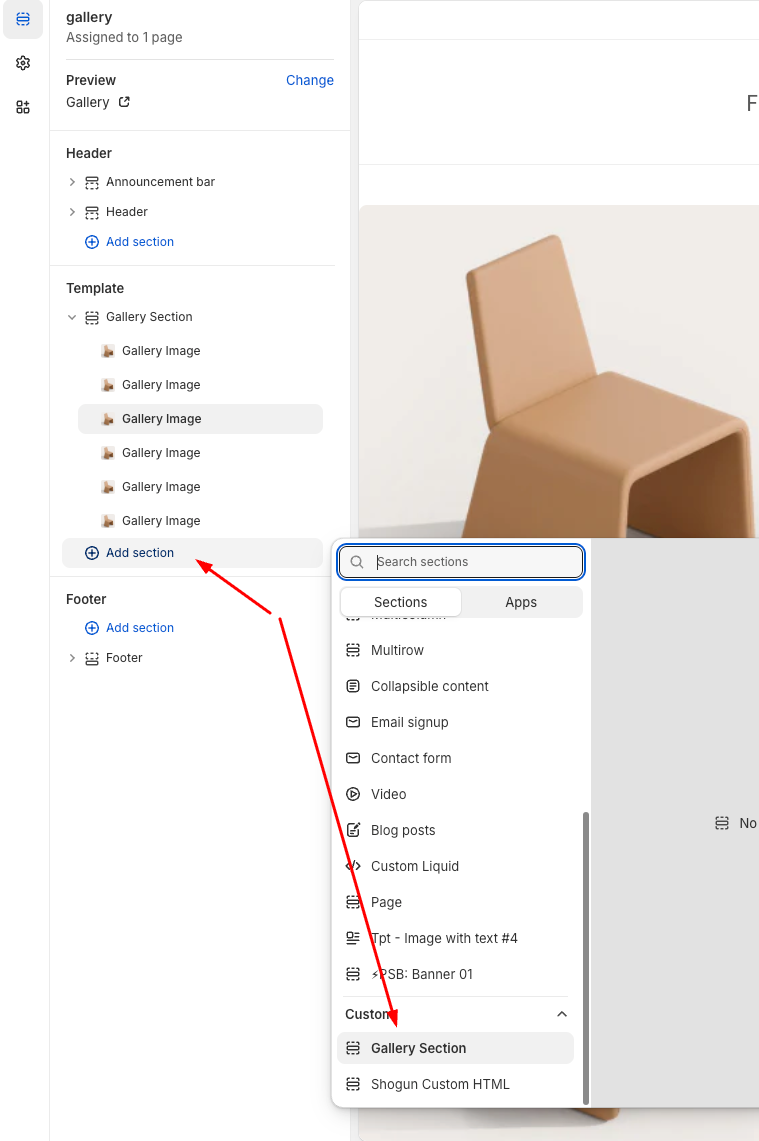 gallery
Assigned to 1 page
Preview
Change
Gallery
F
Header
Announcement bar
Header
Add section
Template
Gallery Section
Gallery Image
Gallery Image
Gallery Image
Gallery Image
Gallery Image
Gallery Image
Add section
Footer
Add section
Footer
Search sections
Sections
Apps
Multirow
Collapsible content
Email signup
Contact form
Video
Blog posts
Custom Liquid
Page
Tpt - Image with text #4
⚡PSB: Banner 01
Custom
Gallery Section
Shogun Custom HTML
No